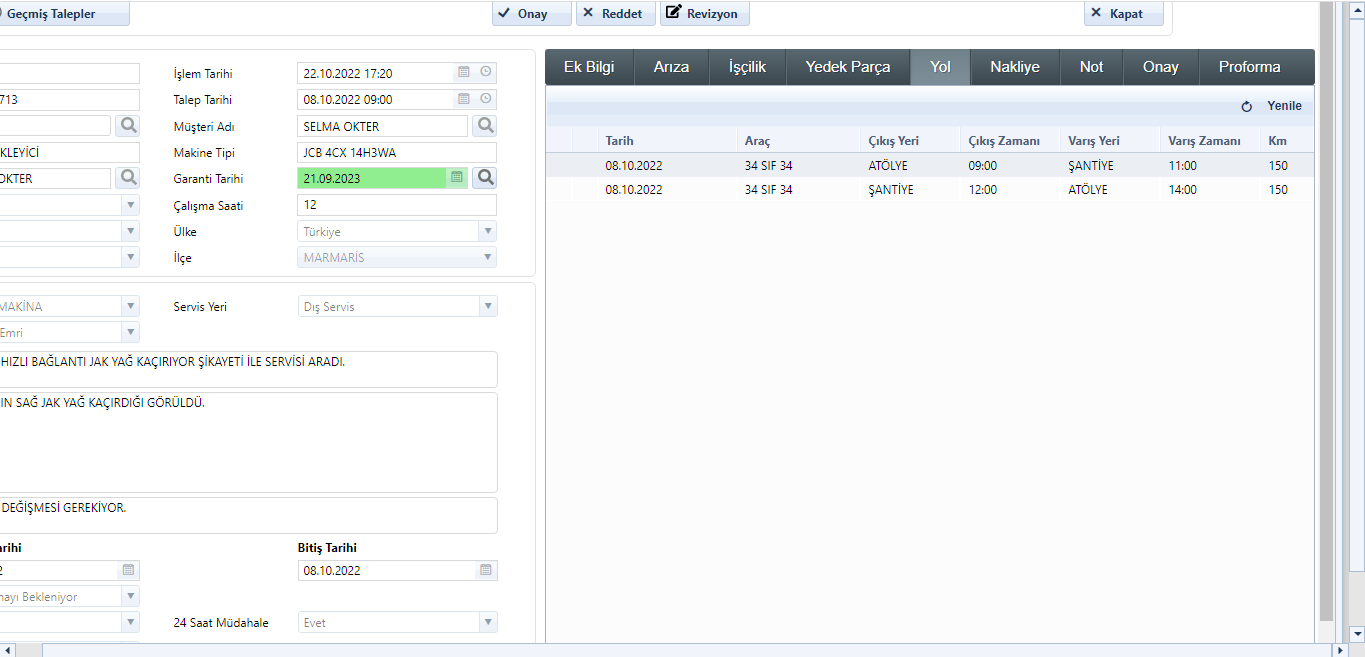 Geçmiş Talepler
Onay
Reddet
Revizyon
Kapat
İşlem Tarihi 22.10.2022 17:20
713 Talep Tarihi 08.10.2022 09:00
Müşteri Adı SELMA OKTER
KLEYİCİ Makine Tipi JCB 4CX 14H3WA
OKTER Garanti Tarihi 21.09.2023
Çalışma Saati 12
Ülke Türkiye
İlçe MARMARİS
MAKİNA Servis Yeri Dış Servis
Emri
HIZLI BAĞLANTI JAK YAĞ KAÇIRIYOR ŞİKAYETİ İLE SERVİSİ ARADI.
IN SAĞ JAK YAĞ KAÇIRDIĞI GÖRÜLDÜ.
DEĞİŞMESİ GEREKİYOR.
arihi Bitiş Tarihi
2 08.10.2022
nayı Bekleniyor
24 Saat Müdahale Evet
Ek Bilgi Arıza İşçilik Yedek Parça Yol Nakliye Not Onay Proforma
Yenile
Tarih Araç Çıkış Yeri Çıkış Zamanı Varış Yeri Varış Zamanı Km
08.10.2022 34 SIF 34 ATÖLYE 09:00 ŞANTİYE 11:00 150
08.10.2022 34 SIF 34 ŞANTİYE 12:00 ATÖLYE 14:00 150